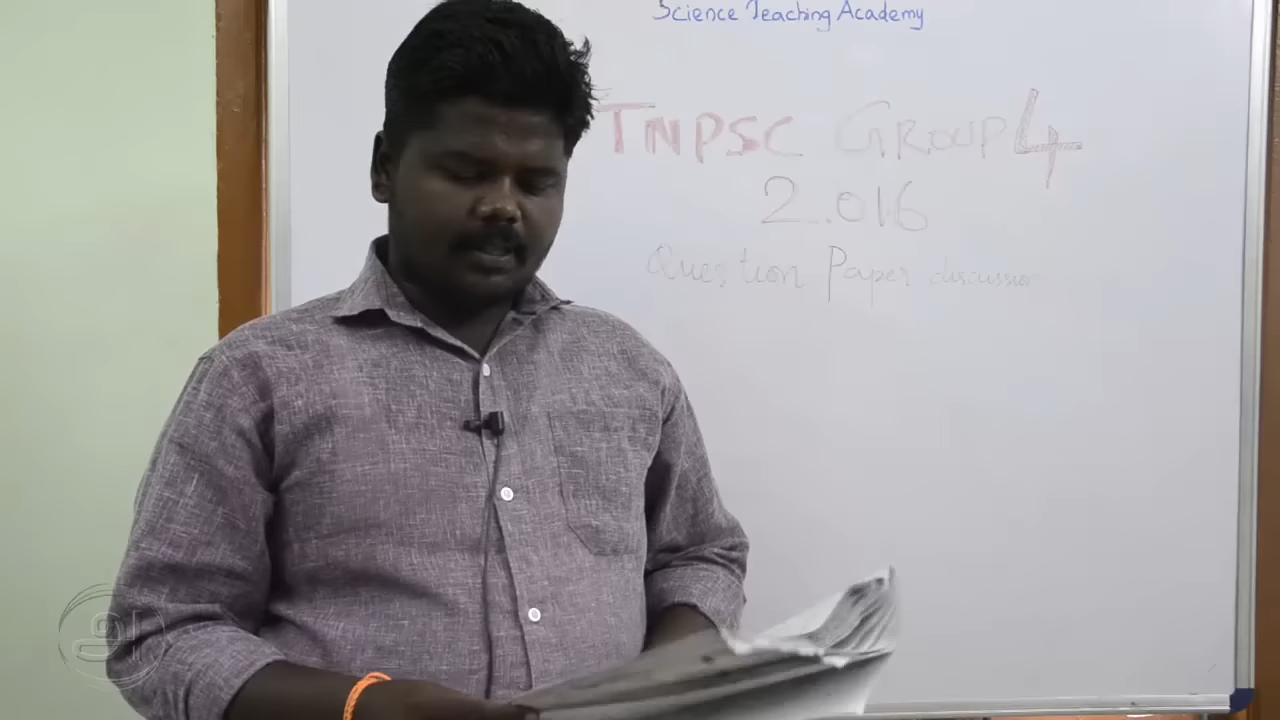 Science Teaching Academy
TNPSC GROUP 4
2016
Question Paper discussion
அ